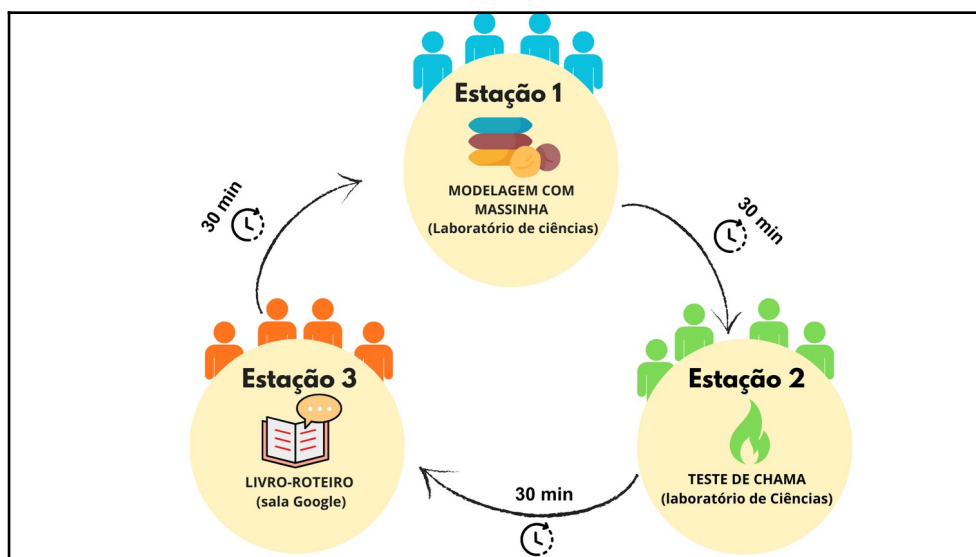 Estação 1
MODELAGEM COM
MASSINHA
(Laboratório de ciências)
30 min
30 min
Estação 2
TESTE DE CHAMA
(laboratório de Ciências)
30 min
Estação 3
LIVRO-ROTEIRO
(sala Google)